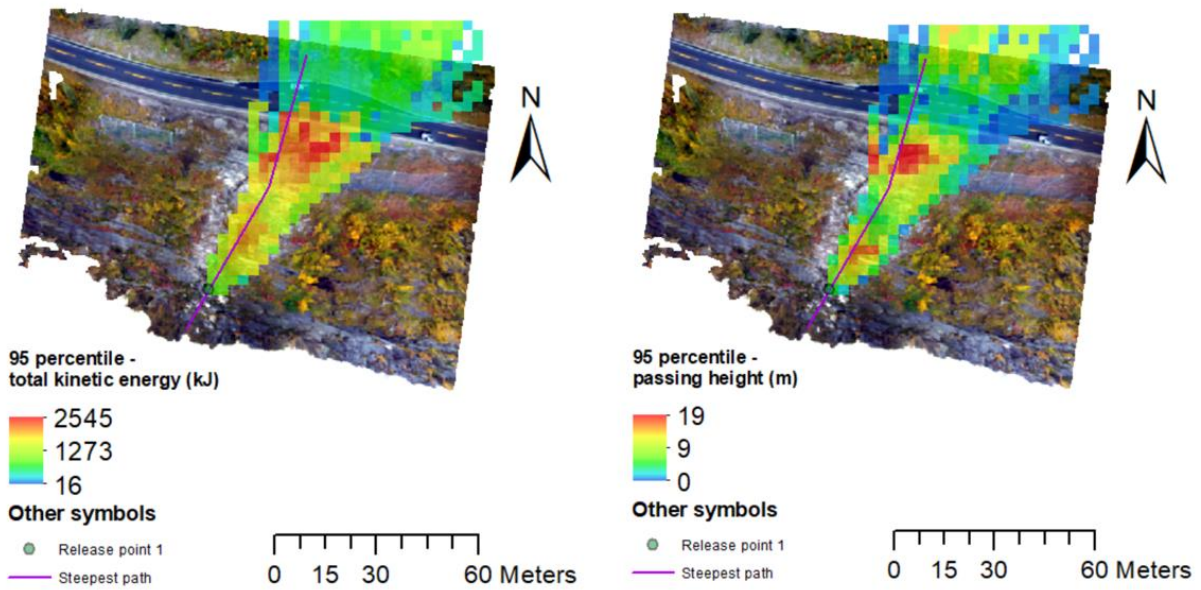 N
95 percentile -
total kinetic energy (kJ)
2545
1273
16
Other symbols
Release point 1
Steepest path
0 15 30 60 Meters
N
95 percentile -
passing height (m)
19
9
0
Other symbols
Release point 1
Steepest path
0 15 30 60 Meters